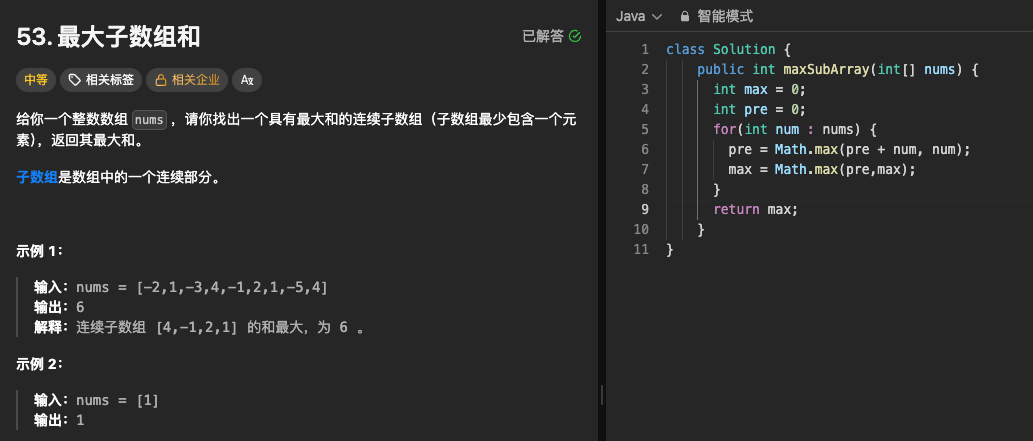 53. 最大子数组和
已解答
中等 相关标签 相关企业 Aَx
给你一个整数数组 nums ，请你找出一个具有最大和的连续子数组（子数组最少包含一个元
素），返回其最大和。
子数组是数组中的一个连续部分。
示例 1：
输入：nums = [-2,1,-3,4,-1,2,1,-5,4]
输出：6
解释：连续子数组 [4,-1,2,1] 的和最大，为 6 。
示例 2：
输入：nums = [1]
输出：1
Java 智能模式
1 class Solution {
2 public int maxSubArray(int[] nums) {
3 int max = 0;
4 int pre = 0;
5 for(int num : nums) {
6 pre = Math.max(pre + num, num);
7 max = Math.max(pre,max);
8 }
9 return max;
10 }
11 }